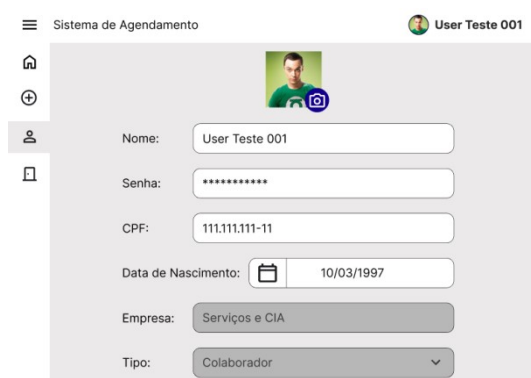 Sistema de Agendamento
User Teste 001
Nome: User Teste 001
Senha: ***********
CPF: 111.111.111-11
Data de Nascimento: 10/03/1997
Empresa: Serviços e CIA
Tipo: Colaborador